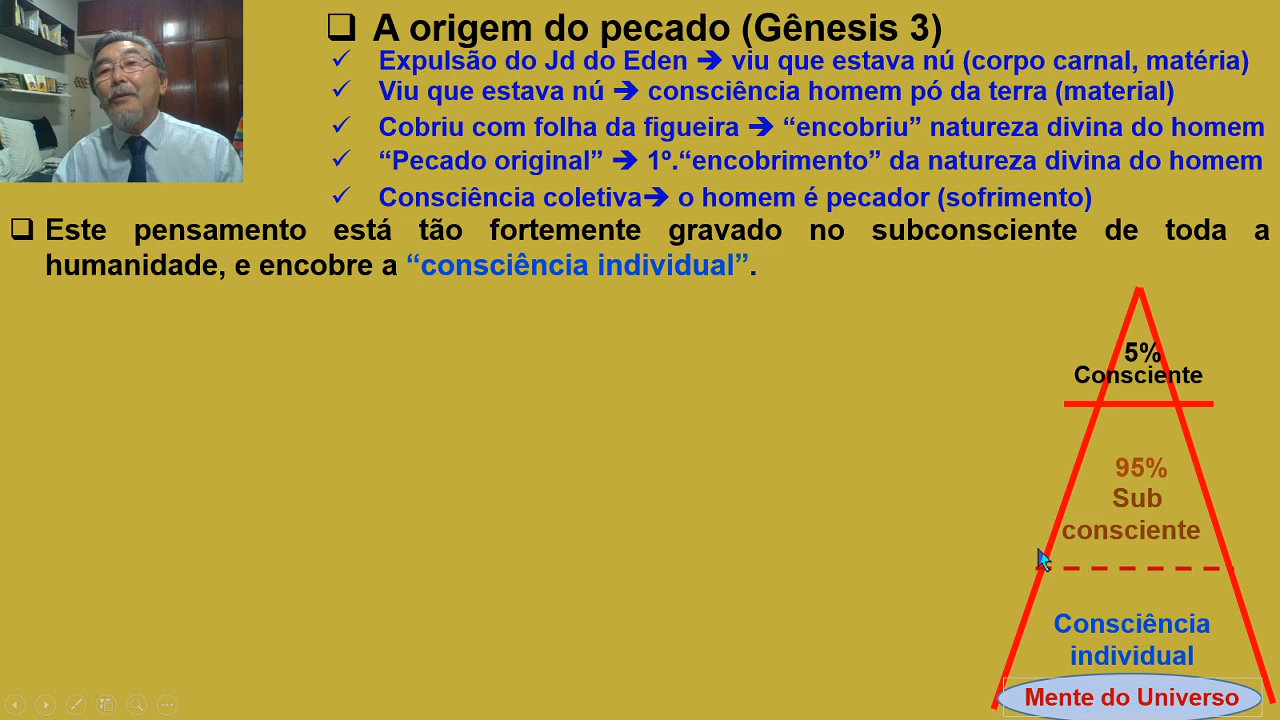 A origem do pecado (Gênesis 3)
Expulsão do Jd do Eden ➔ viu que estava nú (corpo carnal, matéria)
Viu que estava nú ➔ consciência homem pó da terra (material)
Cobriu com folha da figueira ➔ “encobriu” natureza divina do homem
“Pecado original” ➔ 1º.“encobrimento” da natureza divina do homem
Consciência coletiva➔ o homem é pecador (sofrimento)
Este pensamento está tão fortemente gravado no subconsciente de toda a
humanidade, e encobre a “consciência individual”.
5%
Consciente
95%
Sub
consciente
Consciência
individual
Mente do Universo